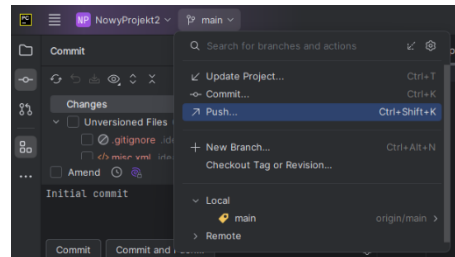 PC
NP NowyProjekt2
main
Commit
Search for branches and actions
Update Project... Ctrl+T
Commit... Ctrl+K
Push... Ctrl+Shift+K
New Branch... Ctrl+Alt+N
Checkout Tag or Revision...
Local
main origin/main
Remote
Changes
Unversioned Files
.gitignore .ide
misc.xml
Amend
Initial commit
Commit
Commit and